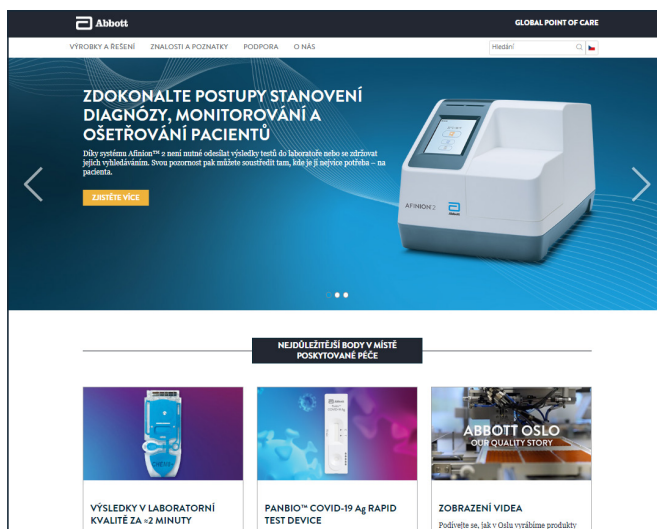 Abbott
GLOBAL POINT OF CARE
VÝROBKY A ŘEŠENÍ ZNALOSTI A POZNATKY PODPORA O NÁS
Hledání
ZDOKONALTE POSTUPY STANOVENÍ
DIAGNÓZY, MONITOROVÁNÍ A
OŠETŘOVÁNÍ PACIENTŮ
Díky systému Afinion™ 2 není nutné odesílat výsledky testů do laboratoře nebo se zdržovat
jejich vyhledáváním. Svou pozornost pak můžete soustředit tam, kde je jí nejvíce potřeba – na
pacienta.
ZJISTĚTE VÍCE
AFINION 2
Abbott
NEJDŮLEŽITĚJŠÍ BODY V MÍSTĚ
POSKYTOVANÉ PÉČE
Abbott
ABBOTT OSLO
OUR QUALITY STORY
VÝSLEDKY V LABORATORNÍ
KVALITĚ ZA ≈2 MINUTY
PANBIO™ COVID-19 Ag RAPID
TEST DEVICE
ZOBRAZENÍ VIDEA
Podívejte se, jak v Oslu vyrábíme produkty